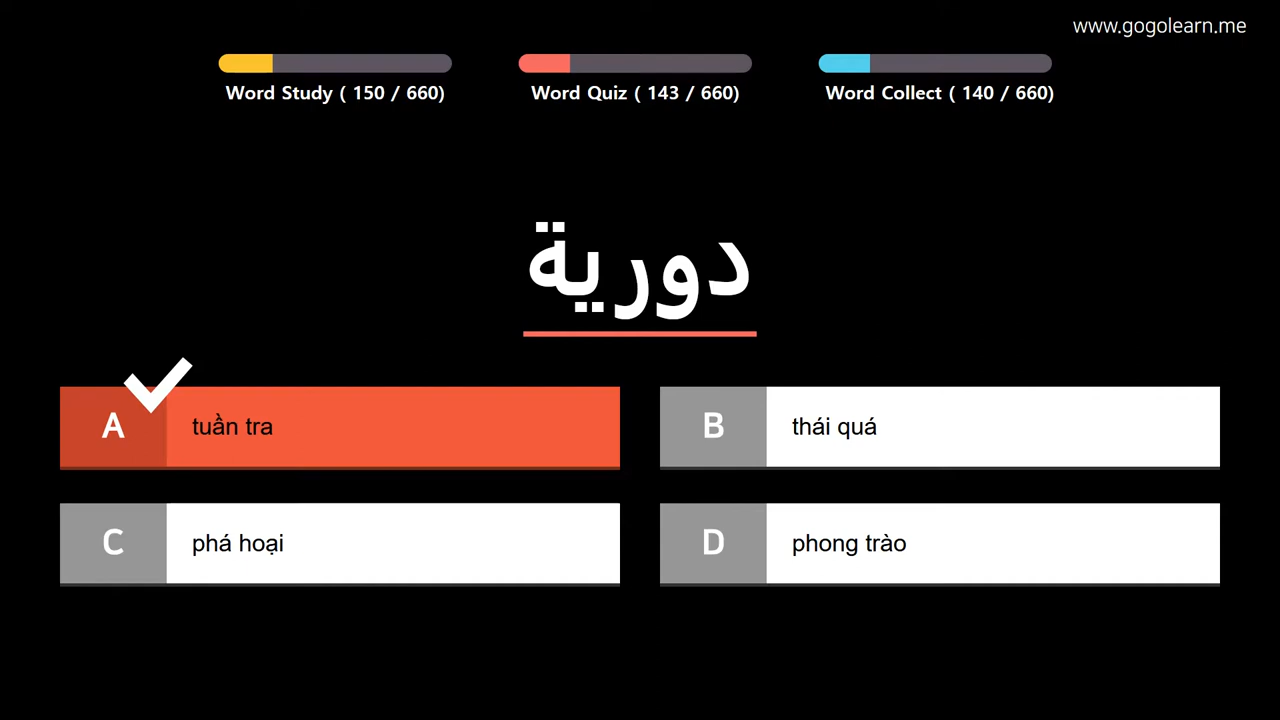 www.gogolearn.me
Word Study ( 150 / 660)
Word Quiz ( 143 / 660)
Word Collect ( 140 / 660)
دورية
A tuần tra
B thái quá
C phá hoại
D phong trào